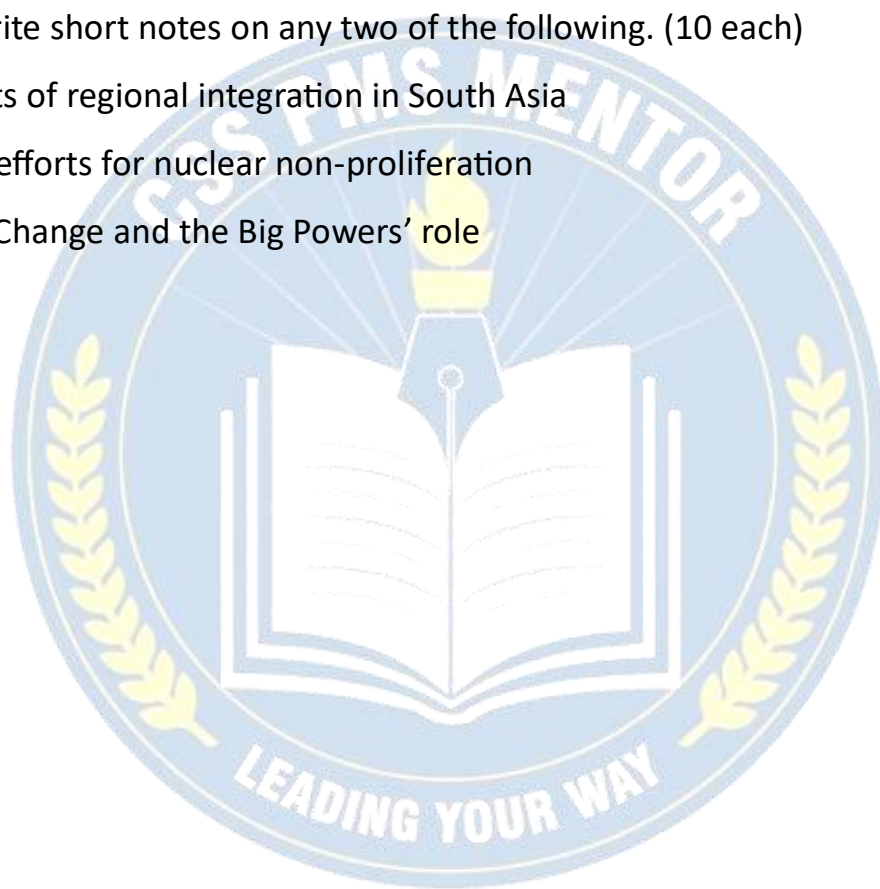 rite short notes on any two of the following. (10 each)
ts of regional integration in South Asia
efforts for nuclear non-proliferation
Change and the Big Powers’ role
CSS PMS MENTOR
LEADING YOUR WAY